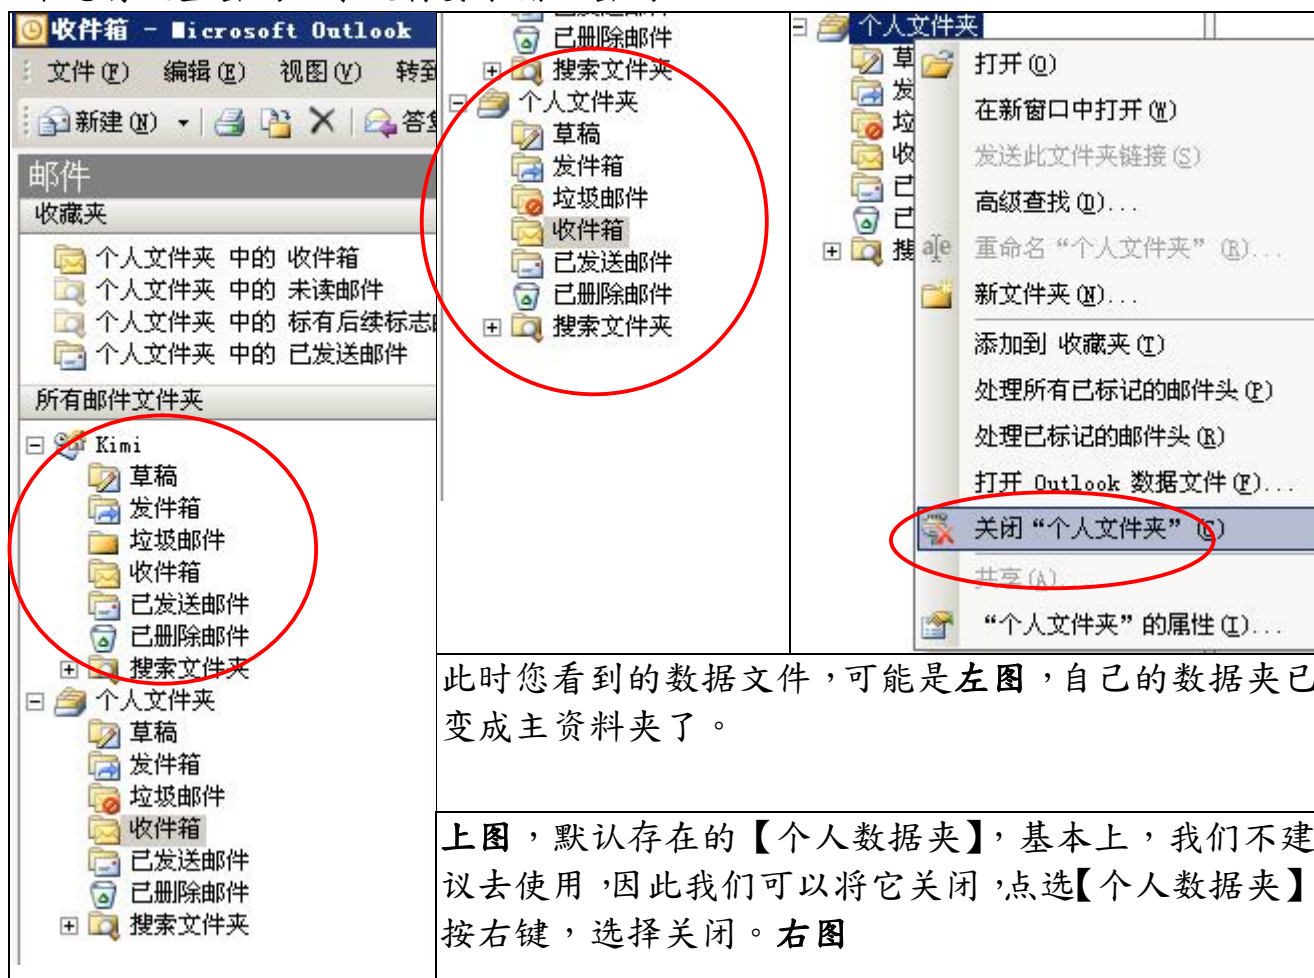 收件箱 - Microsoft Outlook
文件(F) 编辑(E) 视图(V) 转到
新建(N)
邮件
收藏夹
个人文件夹 中的 收件箱
个人文件夹 中的 未读邮件
个人文件夹 中的 标有后续标志
个人文件夹 中的 已发送邮件
所有邮件文件夹
Kimi
草稿
发件箱
垃圾邮件
收件箱
已发送邮件
已删除邮件
搜索文件夹
个人文件夹
草稿
发件箱
垃圾邮件
收件箱
已发送邮件
已删除邮件
搜索文件夹
已删除邮件
搜索文件夹
个人文件夹
草稿
发件箱
垃圾邮件
收件箱
已发送邮件
已删除邮件
搜索文件夹
个人文件夹
草
发
垃
收
已
已
搜
打开(O)
在新窗口中打开(W)
发送此文件夹链接(S)
高级查找(D)...
重命名“个人文件夹”(R)...
新文件夹(N)...
添加到 收藏夹(T)
处理所有已标记的邮件头(P)
处理已标记的邮件头(R)
打开 Outlook 数据文件(F)...
关闭“个人文件夹”(C)
共享(A)...
“个人文件夹”的属性(I)...
此时您看到的数据文件，可能是左图，自己的数据夹已
变成主资料夹了。
上图，默认存在的【个人数据夹】，基本上，我们不建
议去使用，因此我们可以将它关闭，点选【个人数据夹】
按右键，选择关闭。右图